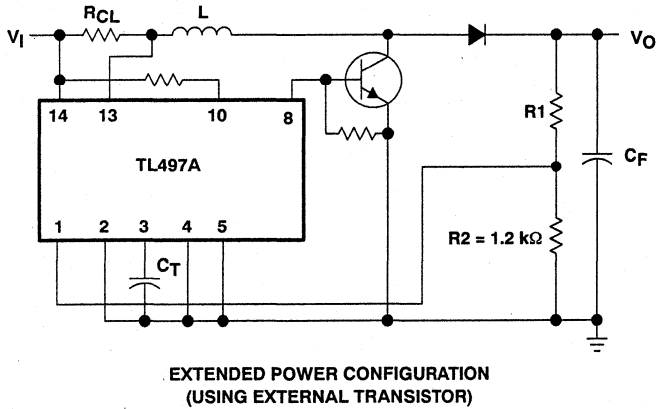 R_CL
L
V_I
V_O
14 13 10 8
R1
TL497A
C_F
1 2 3 4 5
R2 = 1.2 kΩ
C_T
EXTENDED POWER CONFIGURATION
(USING EXTERNAL TRANSISTOR)